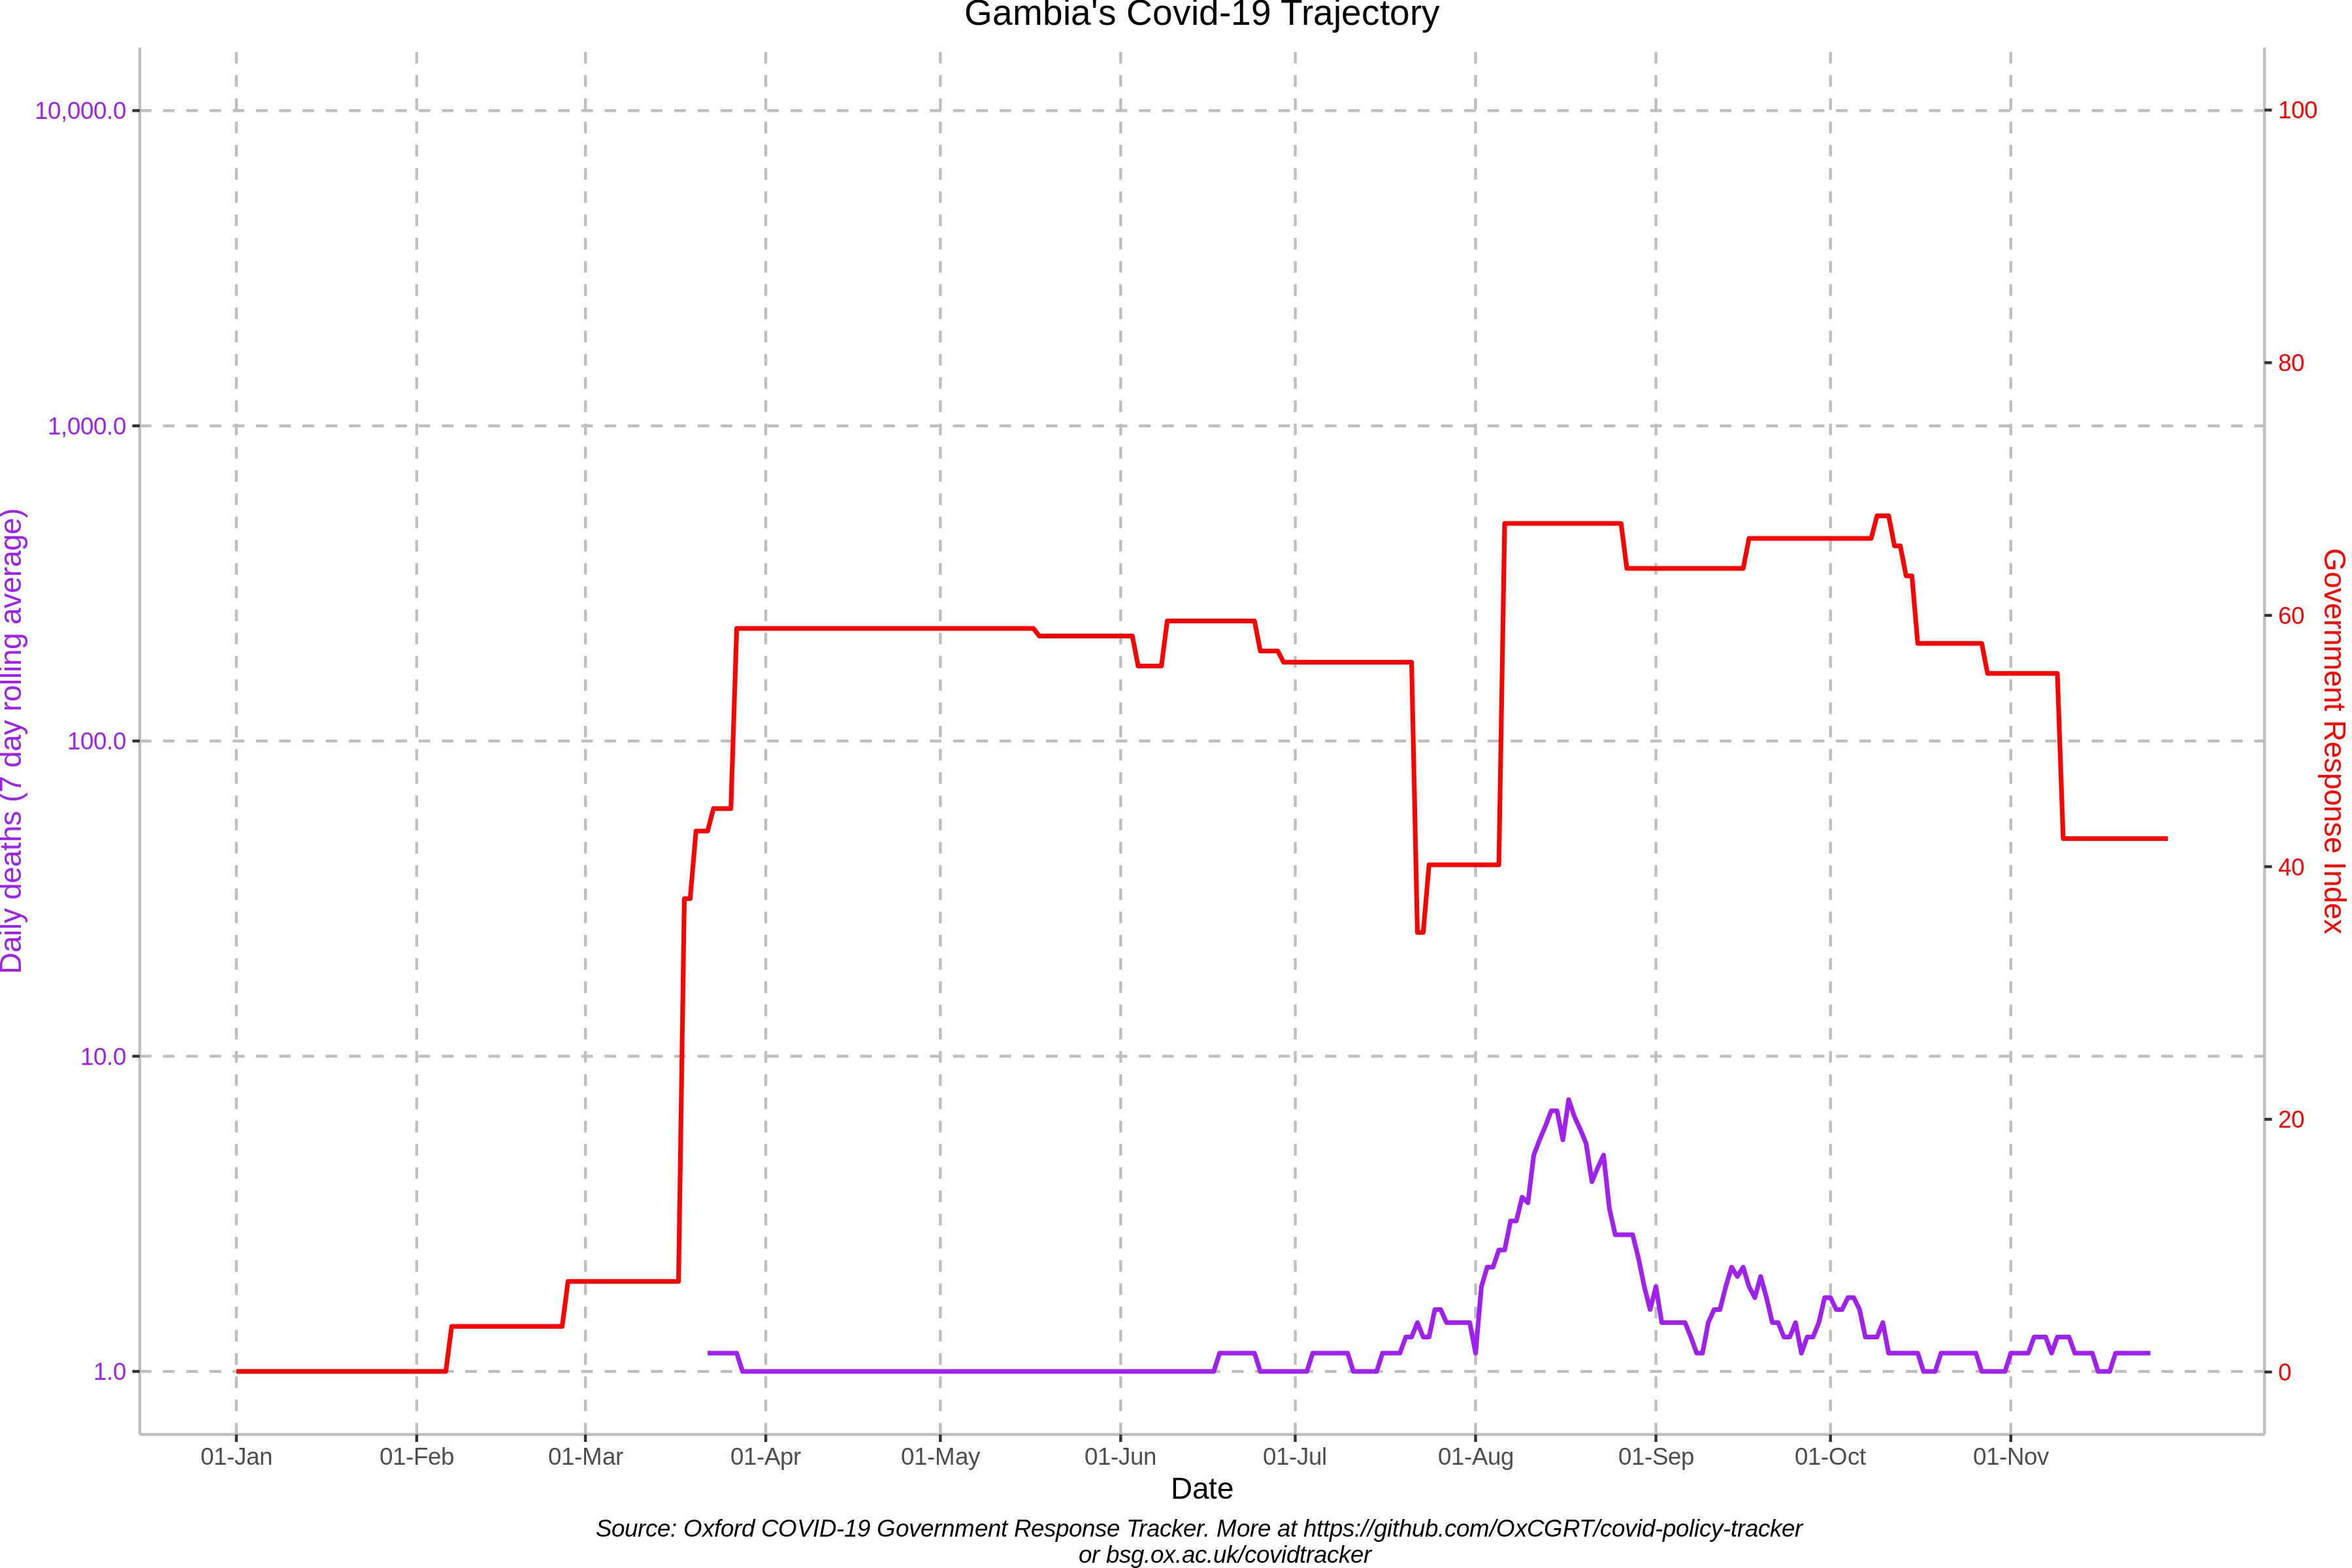 Gambia's Covid-19 Trajectory
Daily deaths (7 day rolling average)
10,000.0
1,000.0
100.0
10.0
1.0
100
80
60
40
20
0
Government Response Index
01-Jan 01-Feb 01-Mar 01-Apr 01-May 01-Jun 01-Jul 01-Aug 01-Sep 01-Oct 01-Nov
Date
Source: Oxford COVID-19 Government Response Tracker. More at https://github.com/OxCGRT/covid-policy-tracker
or bsg.ox.ac.uk/covidtracker